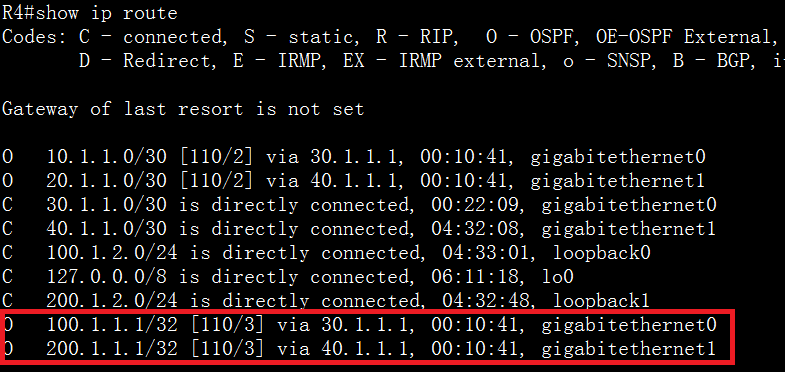 R4#show ip route
Codes: C - connected, S - static, R - RIP, O - OSPF, OE-OSPF External,
D - Redirect, E - IRMP, EX - IRMP external, o - SNSP, B - BGP, i-
Gateway of last resort is not set
O 10.1.1.0/30 [110/2] via 30.1.1.1, 00:10:41, gigabitethernet0
O 20.1.1.0/30 [110/2] via 40.1.1.1, 00:10:41, gigabitethernet1
C 30.1.1.0/30 is directly connected, 00:22:09, gigabitethernet0
C 40.1.1.0/30 is directly connected, 04:32:08, gigabitethernet1
C 100.1.2.0/24 is directly connected, 04:33:01, loopback0
C 127.0.0.0/8 is directly connected, 06:11:18, lo0
C 200.1.2.0/24 is directly connected, 04:32:48, loopback1
O 100.1.1.1/32 [110/3] via 30.1.1.1, 00:10:41, gigabitethernet0
O 200.1.1.1/32 [110/3] via 40.1.1.1, 00:10:41, gigabitethernet1